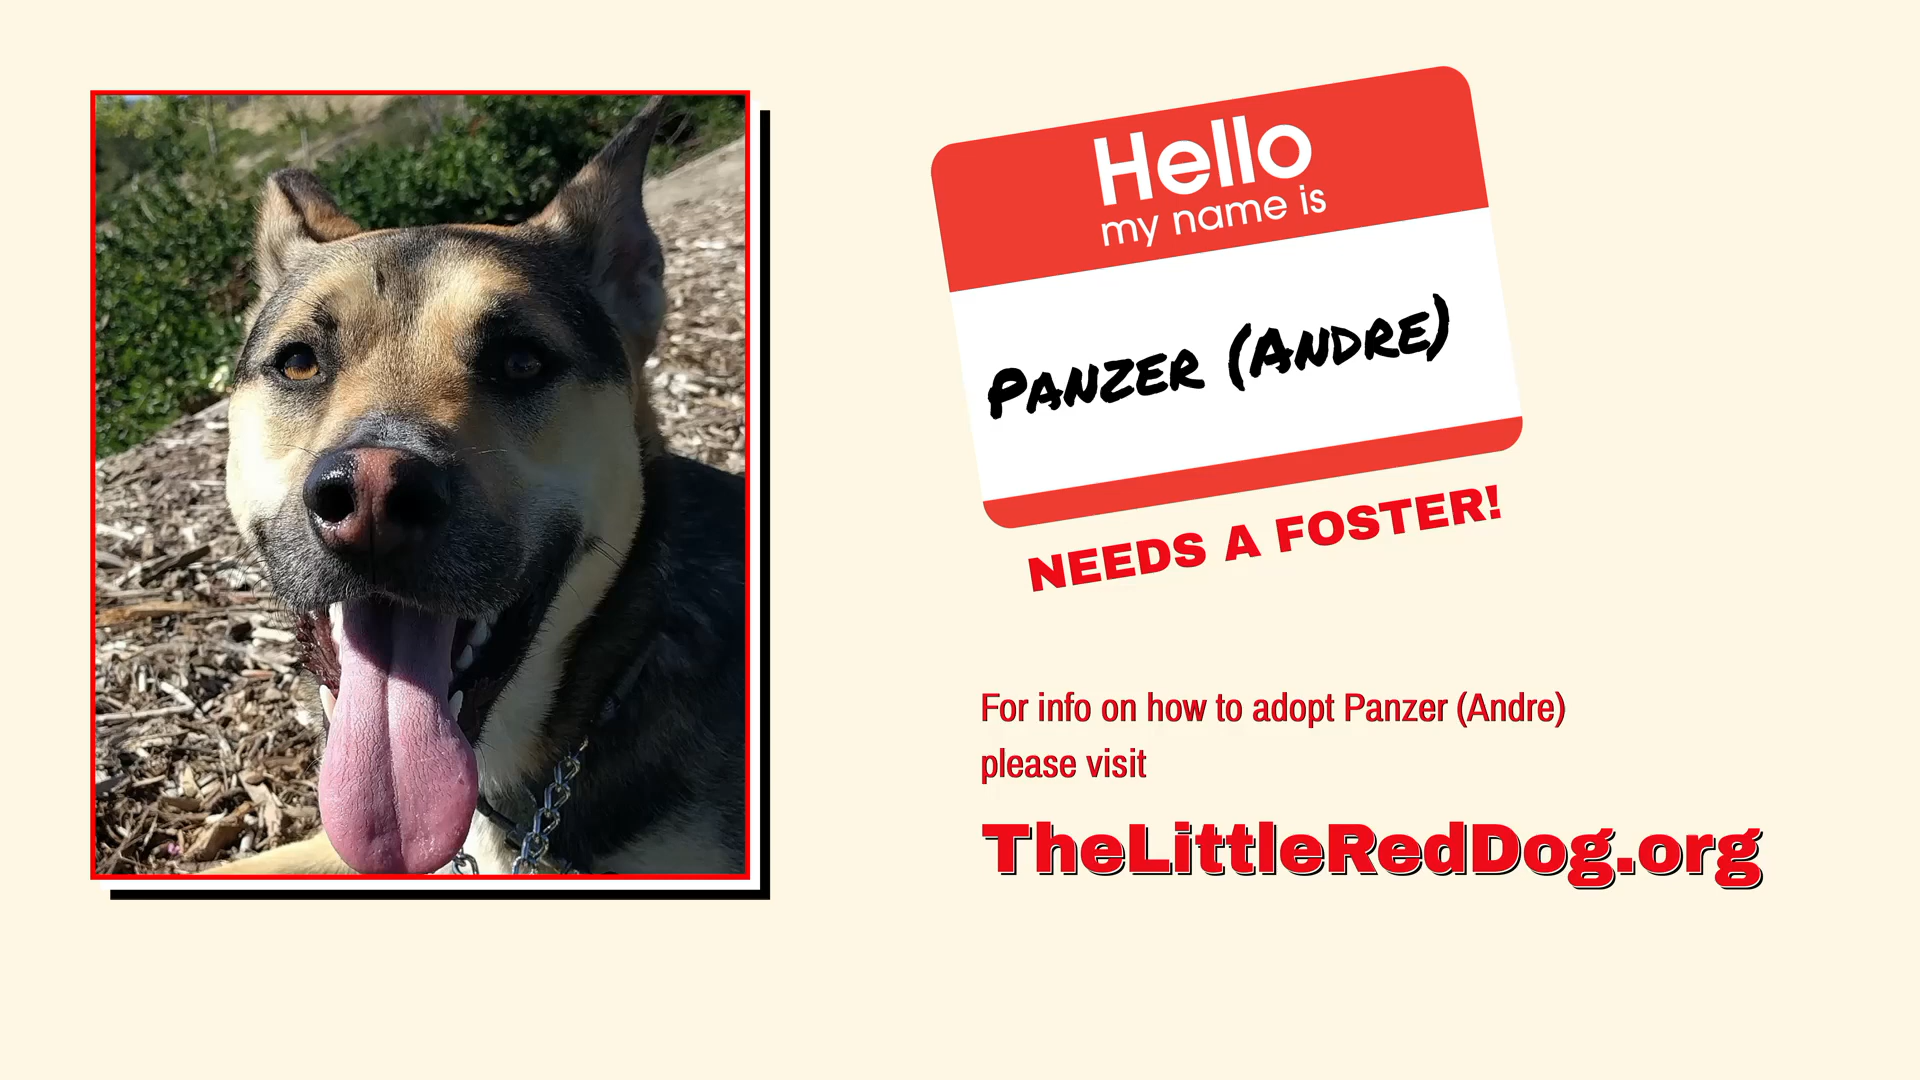 Hello
my name is
Panzer (Andre)
NEEDS A FOSTER!
For info on how to adopt Panzer (Andre)
please visit
TheLittleRedDog.org